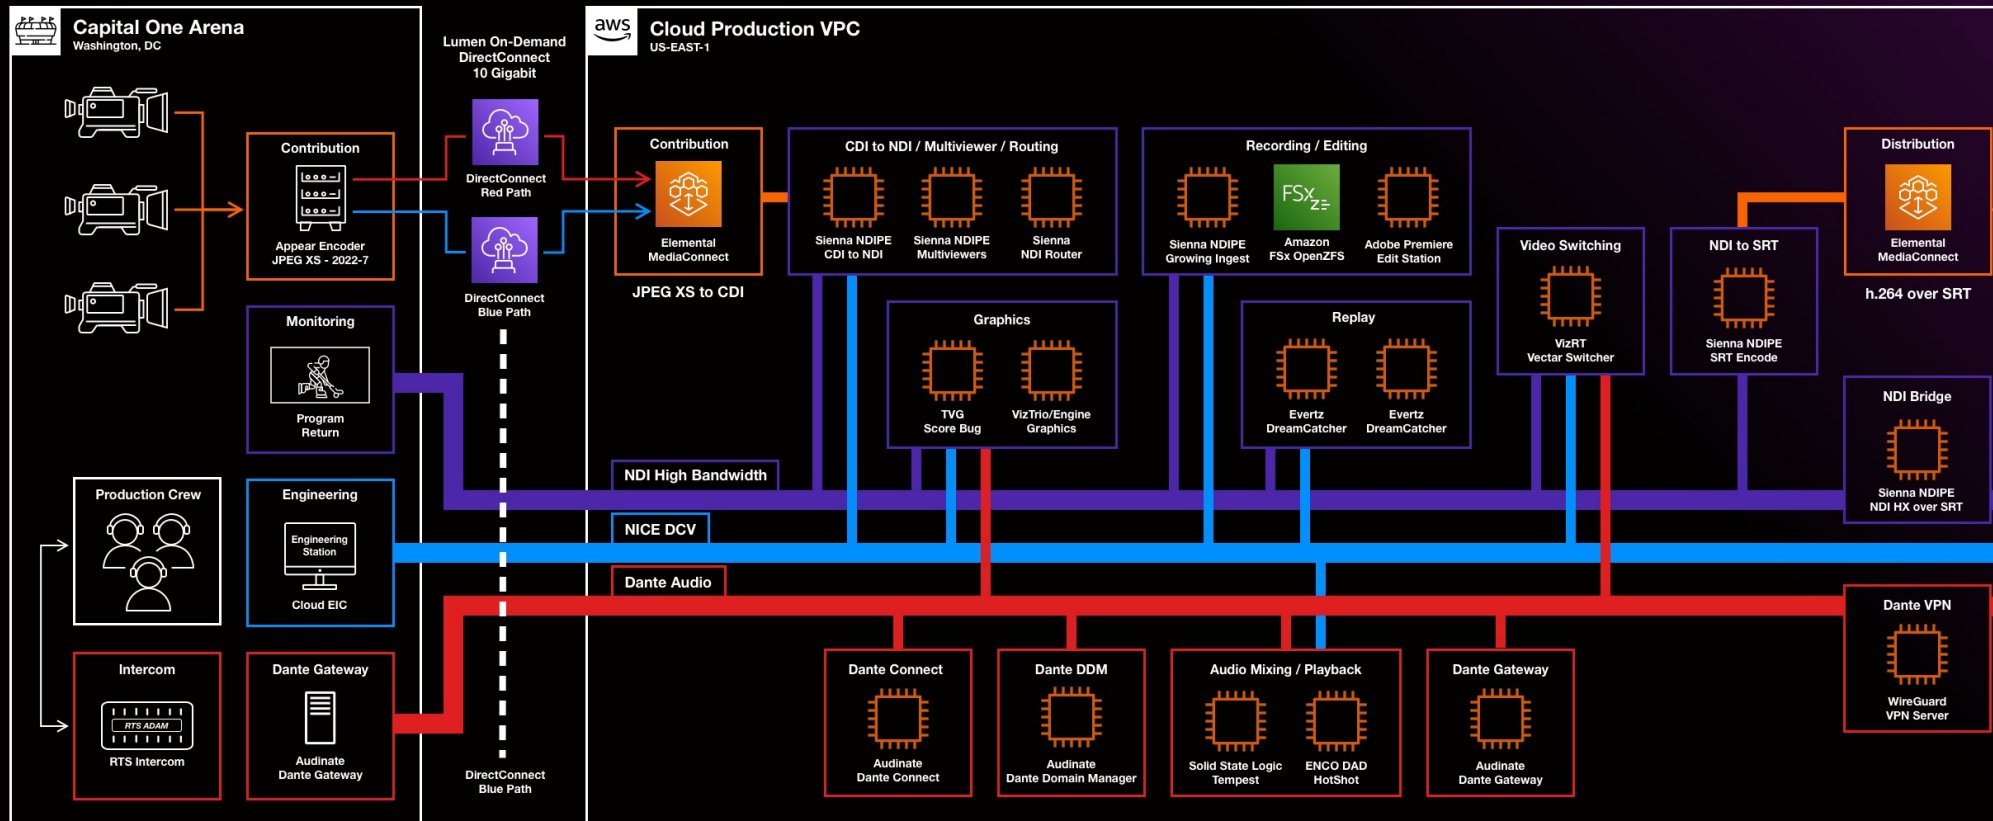 Capital One Arena
Washington, DC
Contribution
Appear Encoder
JPEG XS - 2022-7
Monitoring
Program
Return
Production Crew
Engineering
Engineering
Station
Cloud EIC
Intercom
RTS ADAM
RTS Intercom
Dante Gateway
Audinate
Dante Gateway
Lumen On-Demand
DirectConnect
10 Gigabit
DirectConnect
Red Path
DirectConnect
Blue Path
DirectConnect
Blue Path
aws
Cloud Production VPC
US-EAST-1
Contribution
Elemental
MediaConnect
JPEG XS to CDI
CDI to NDI / Multiviewer / Routing
Sienna NDIPE
CDI to NDI
Sienna NDIPE
Multiviewers
Sienna
NDI Router
Recording / Editing
Sienna NDIPE
Growing Ingest
FSx
Z
Amazon
FSx OpenZFS
Adobe Premiere
Edit Station
Graphics
TVG
Score Bug
VizTrio/Engine
Graphics
Replay
Evertz
DreamCatcher
Evertz
DreamCatcher
Video Switching
VizRT
Vectar Switcher
NDI to SRT
Sienna NDIPE
SRT Encode
Distribution
Elemental
MediaConnect
h.264 over SRT
NDI Bridge
Sienna NDIPE
NDI HX over SRT
NDI High Bandwidth
NICE DCV
Dante Audio
Dante Connect
Audinate
Dante Connect
Dante DDM
Audinate
Dante Domain Manager
Audio Mixing / Playback
Solid State Logic
Tempest
ENCO DAD
HotShot
Dante Gateway
Audinate
Dante Gateway
Dante VPN
WireGuard
VPN Server